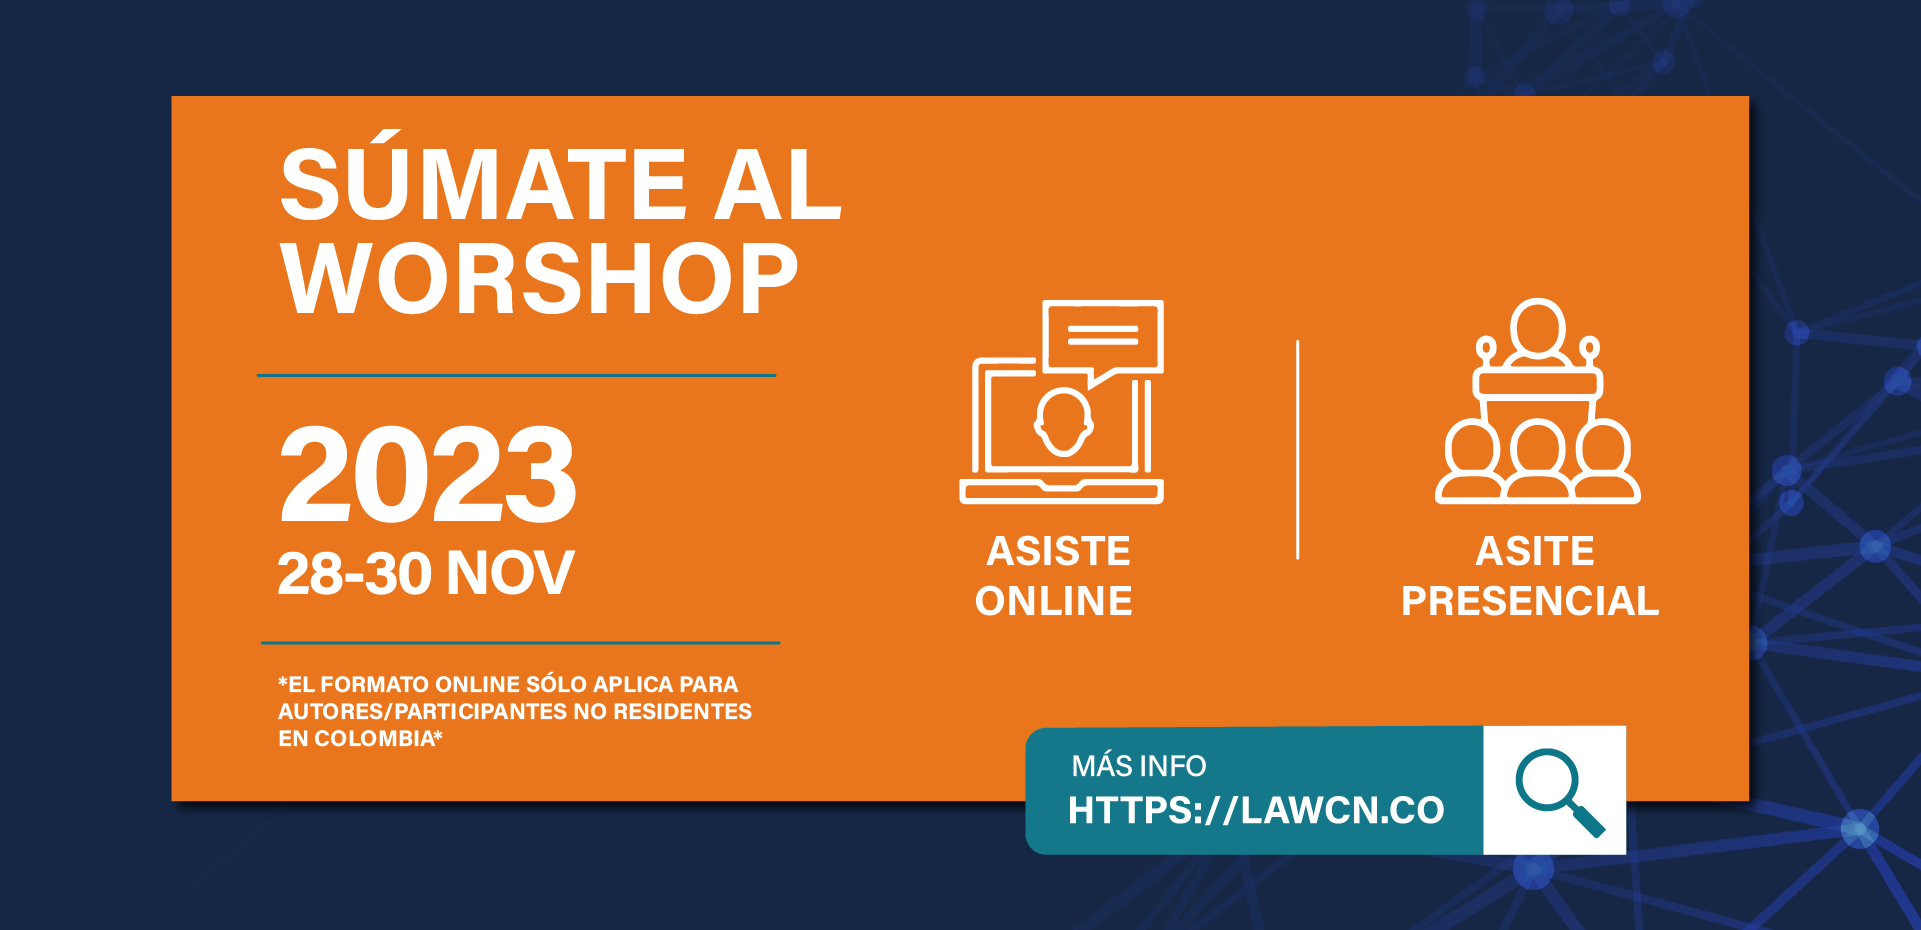 SÚMATE AL
WORSHOP
2023
28-30 NOV
*EL FORMATO ONLINE SÓLO APLICA PARA
AUTORES/PARTICIPANTES NO RESIDENTES
EN COLOMBIA*
ASISTE
ONLINE
ASITE
PRESENCIAL
MÁS INFO
HTTPS://LAWCN.CO